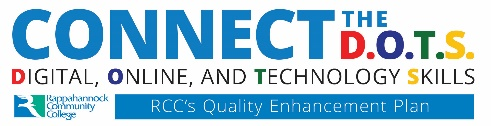 CONNECT THE D.O.T.S.
DIGITAL, ONLINE, AND TECHNOLOGY SKILLS
Rappahannock
Community
College
RCC's Quality Enhancement Plan